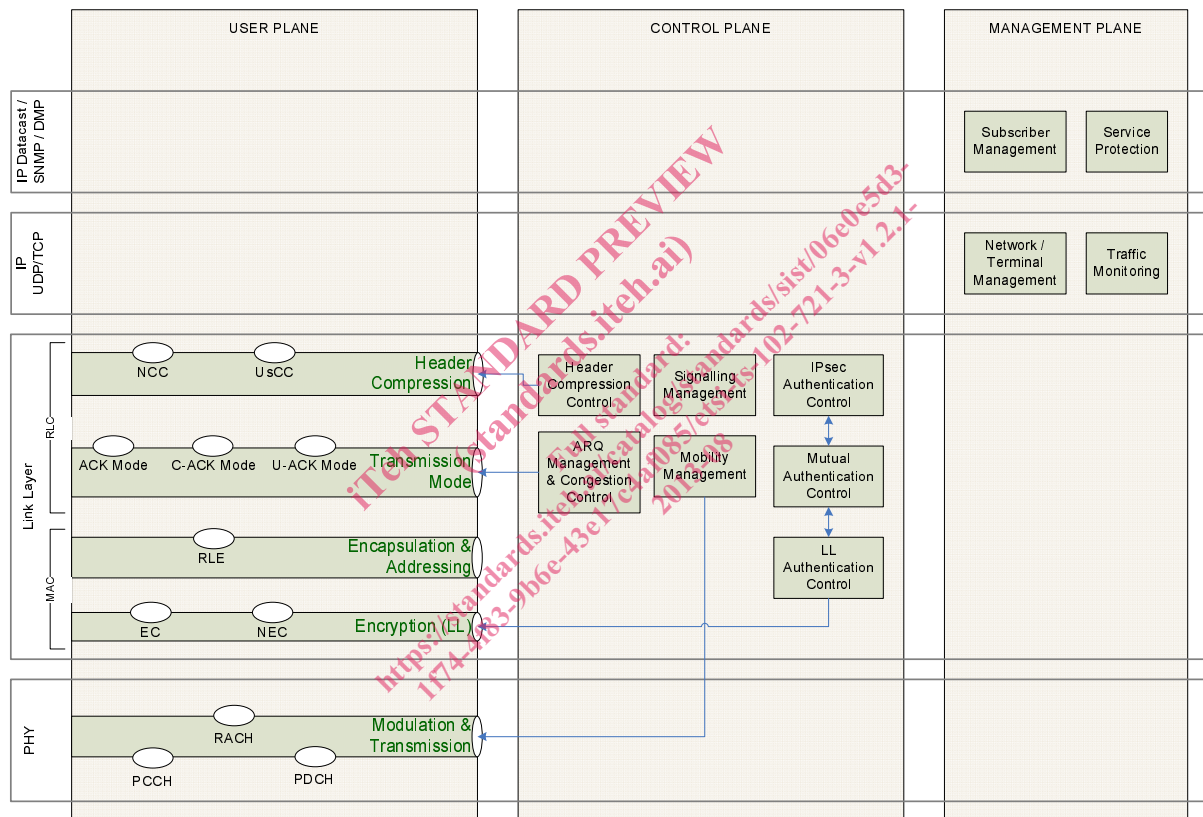 USER PLANE
CONTROL PLANE
MANAGEMENT PLANE
IP Datacast /
SNMP / DMP
Subscriber
Management
Service
Protection
IP
UDP/TCP
Network /
Terminal
Management
Traffic
Monitoring
Link Layer
RLC
NCC
UsCC
Header
Compression
Header
Compression
Control
Signalling
Management
IPsec
Authentication
Control
ACK Mode
C-ACK Mode
U-ACK Mode
Transmission
Mode
ARQ
Management
& Congestion
Control
Mobility
Management
Mutual
Authentication
Control
MAC
RLE
Encapsulation &
Addressing
LL
Authentication
Control
EC
NEC
Encryption (LL)
PHY
RACH
Modulation &
Transmission
PCCH
PDCH
iTeh STANDARD PREVIEW
(standards.iteh.ai)
Full standard:
https://standards.iteh.ai/catalog/standards/sist/06e0e5d3-
1f74-4f83-9b6e-43e17c4af085/etsi-ts-102-721-3-v1.2.1-
2013-08